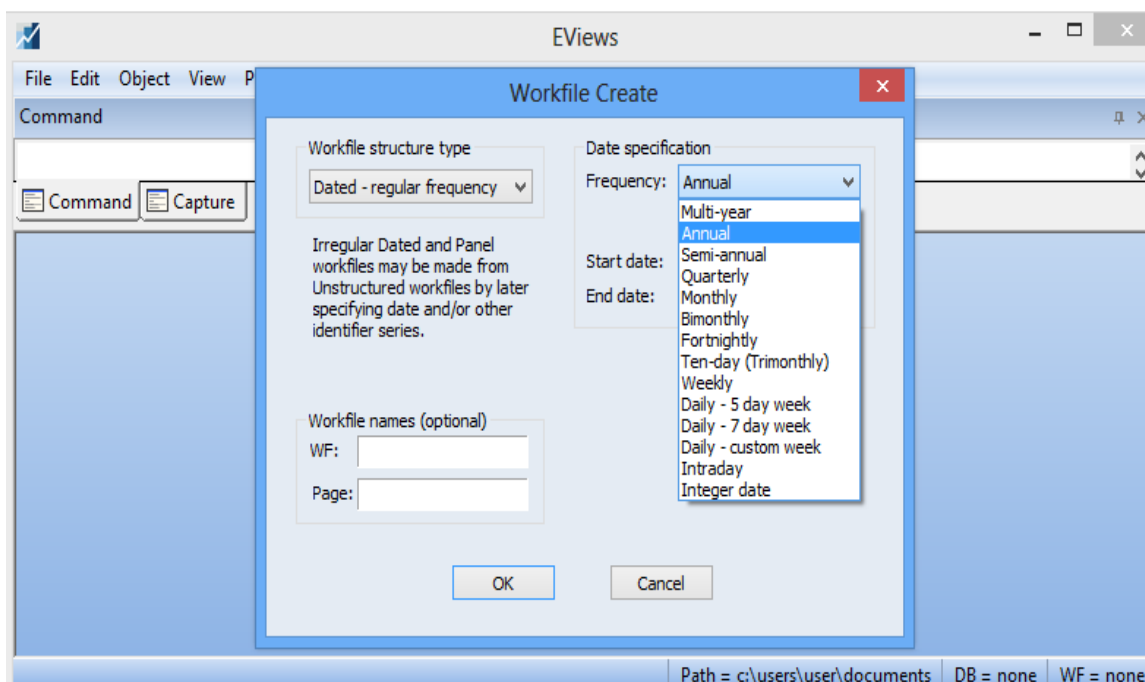 EViews
File Edit Object View P
Workfile Create
Command
Command Capture
Workfile structure type
Dated - regular frequency
Irregular Dated and Panel
workfiles may be made from
Unstructured workfiles by later
specifying date and/or other
identifier series.
Date specification
Frequency: Annual
Multi-year
Annual
Semi-annual
Quarterly
Monthly
Bimonthly
Fortnightly
Ten-day (Trimonthly)
Weekly
Daily - 5 day week
Daily - 7 day week
Daily - custom week
Intraday
Integer date
Start date:
End date:
Workfile names (optional)
WF:
Page:
OK Cancel
Path = c:\users\user\documents DB = none WF = none